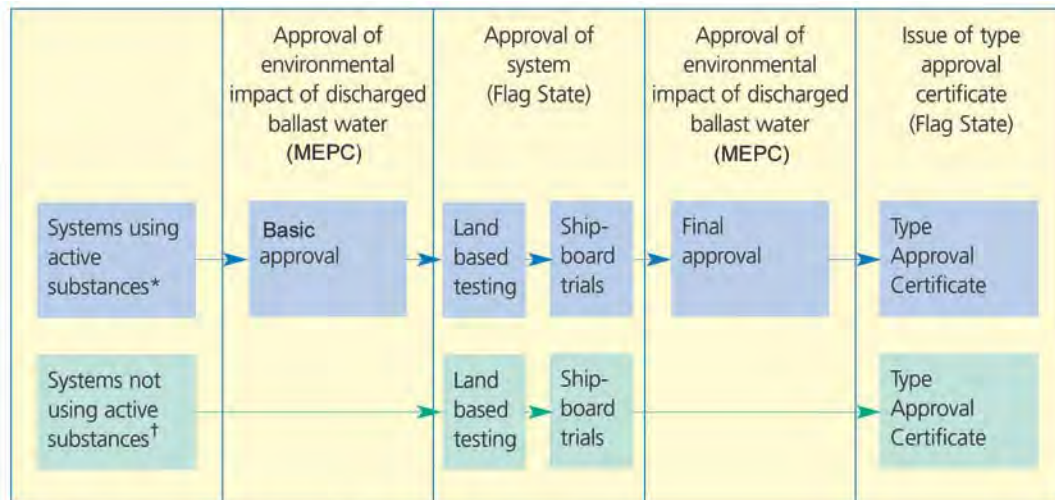 Approval of
environmental
impact of discharged
ballast water
(MEPC)
Approval of
system
(Flag State)
Approval of
environmental
impact of discharged
ballast water
(MEPC)
Issue of type
approval
certificate
(Flag State)
Systems using
active
substances*
Basic
approval
Land
based
testing
Ship-
board
trials
Final
approval
Type
Approval
Certificate
Systems not
using active
substances†
Land
based
testing
Ship-
board
trials
Type
Approval
Certificate